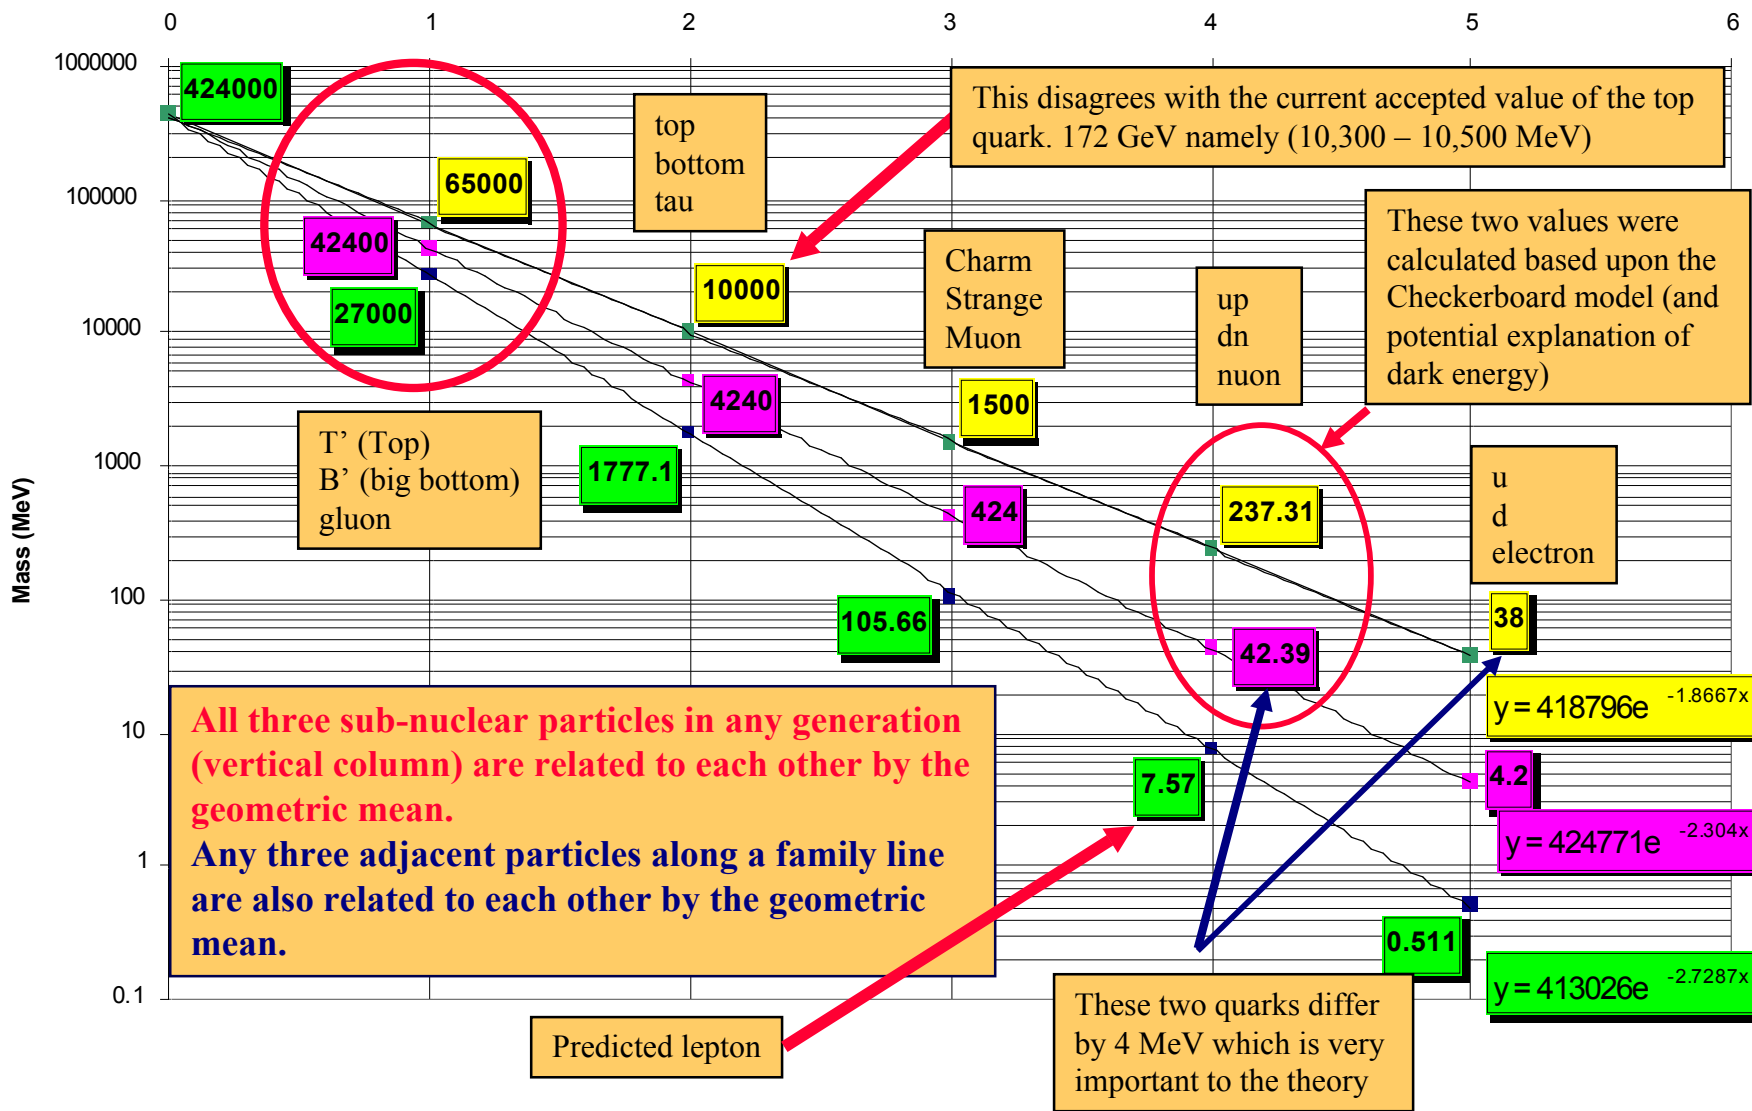 0 1 2 3 4 5 6
1000000
100000
10000
1000
100
10
1
0.1
Mass (MeV)
424000
65000
42400
27000
T’ (Top)
B’ (big bottom)
gluon
top
bottom
tau
10000
4240
1777.1
This disagrees with the current accepted value of the top
quark. 172 GeV namely (10,300 – 10,500 MeV)
Charm
Strange
Muon
1500
424
105.66
up
dn
nuon
237.31
42.39
7.57
These two values were
calculated based upon the
Checkerboard model (and
potential explanation of
dark energy)
u
d
electron
38
4.2
0.511
y = 418796e -1.8667x
y = 424771e -2.304x
y = 413026e -2.7287x
All three sub-nuclear particles in any generation
(vertical column) are related to each other by the
geometric mean.
Any three adjacent particles along a family line
are also related to each other by the geometric
mean.
Predicted lepton
These two quarks differ
by 4 MeV which is very
important to the theory